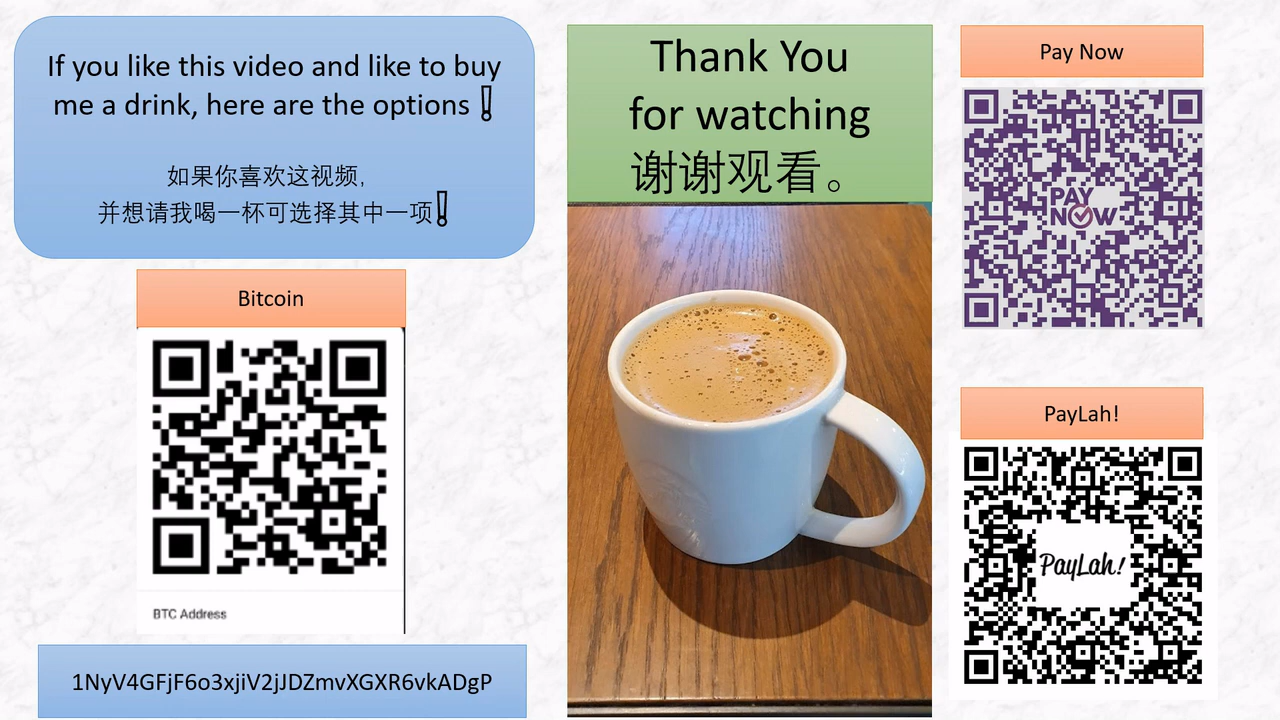 If you like this video and like to buy
me a drink, here are the options !
如果你喜欢这视频,
并想请我喝一杯可选择其中一项!
Bitcoin
BTC Address
1NyV4GFjF6o3xjiV2jJDZmvXGXR6vkADgP
Thank You
for watching
谢谢观看。
Pay Now
PAY
NOW
PayLah!
PayLah!